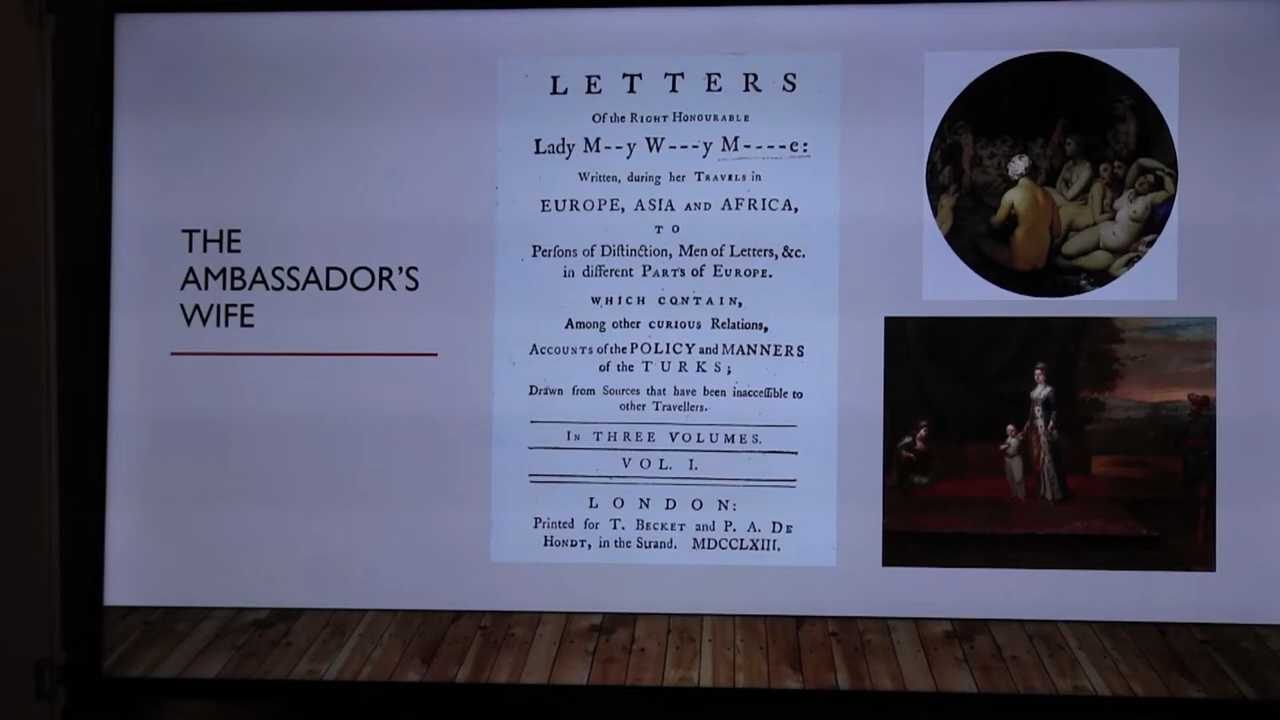 THE
AMBASSADOR'S
WIFE
LETTERS
Of the RIGHT HONOURABLE
Lady M--y W---y M----e:
Written, during her TRAVELS in
EUROPE, ASIA AND AFRICA,
TO
Perſons of Diſtinction, Men of Letters, &c.
in different PARTS of EUROPE.
WHICH CONTAIN,
Among other CURIOUS Relations,
ACCOUNTS of the POLICY and MANNERS
of the TURKS;
Drawn from Sources that have been inacceſſible to
other Travellers.
IN THREE VOLUMES.
VOL. I.
LONDON:
Printed for T. BECKET and P. A. DE
HONDT, in the Strand. MDCCLXIII.